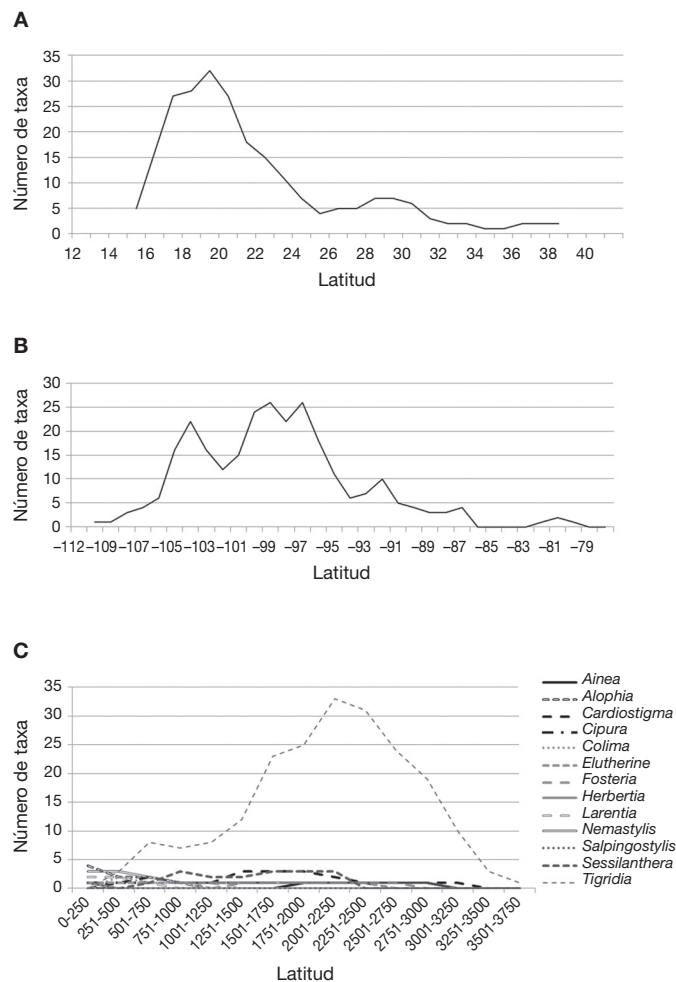 A
35
30
25
20
15
10
5
0
Número de taxa
12 14 16 18 20 22 24 26 28 30 32 34 36 38 40
Latitud
B
30
25
20
15
10
5
0
Número de taxa
–112 –109 –107 –105 –103 –101 –99 –97 –95 –93 –91 –89 –87 –85 –83 –81 –79
Latitud
C
35
30
25
20
15
10
5
0
Número de taxa
0-250 251-500 501-750 751-1000 1001-1250 1251-1500 1501-1750 1751-2000 2001-2250 2251-2500 2501-2750 2751-3000 3001-3250 3251-3500 3501-3750
Latitud
Ainea
Alophia
Cardiostigma
Cipura
Colima
Elutherine
Fosteria
Herbertia
Larentia
Nemastylis
Salpingostylis
Sessilanthera
Tigridia